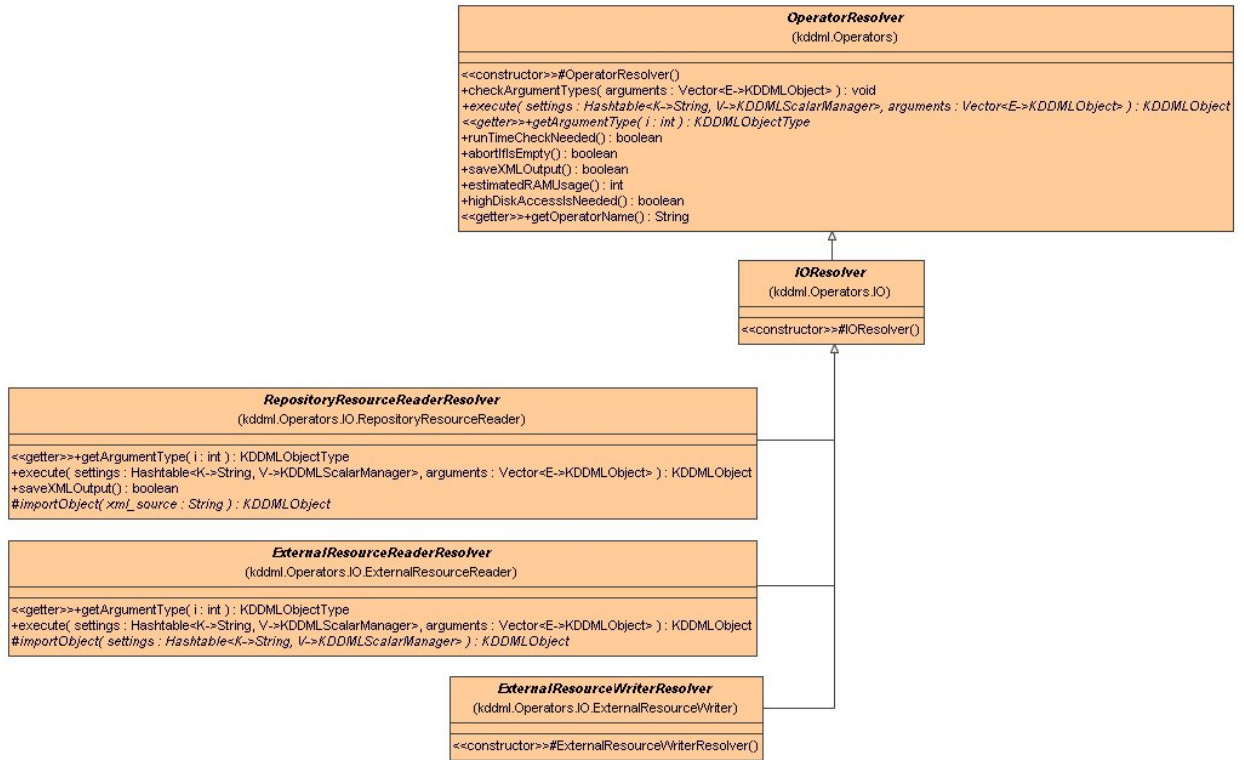 OperatorResolver
(kddml.Operators)
<<constructor>>#OperatorResolver()
+checkArgumentTypes( arguments : Vector<E->KDDMLObject> ) : void
+execute( settings : Hashtable<K->String, V->KDDMLScalarManager>, arguments : Vector<E->KDDMLObject> ) : KDDMLObject
<<getter>>+getArgumentType( i : int ) : KDDMLObjectType
+runTimeCheckNeeded() : boolean
+abortIfIsEmpty() : boolean
+saveXMLOutput() : boolean
+estimatedRAMUsage() : int
+highDiskAccessIsNeeded() : boolean
<<getter>>+getOperatorName() : String
IOResolver
(kddml.Operators.IO)
<<constructor>>#IOResolver()
RepositoryResourceReaderResolver
(kddml.Operators.IO.RepositoryResourceReader)
<<getter>>+getArgumentType( i : int ) : KDDMLObjectType
+execute( settings : Hashtable<K->String, V->KDDMLScalarManager>, arguments : Vector<E->KDDMLObject> ) : KDDMLObject
+saveXMLOutput() : boolean
#importObject( xml_source : String ) : KDDMLObject
ExternalResourceReaderResolver
(kddml.Operators.IO.ExternalResourceReader)
<<getter>>+getArgumentType( i : int ) : KDDMLObjectType
+execute( settings : Hashtable<K->String, V->KDDMLScalarManager>, arguments : Vector<E->KDDMLObject> ) : KDDMLObject
#importObject( settings : Hashtable<K->String, V->KDDMLScalarManager> ) : KDDMLObject
ExternalResourceWriterResolver
(kddml.Operators.IO.ExternalResourceWriter)
<<constructor>>#ExternalResourceWriterResolver()